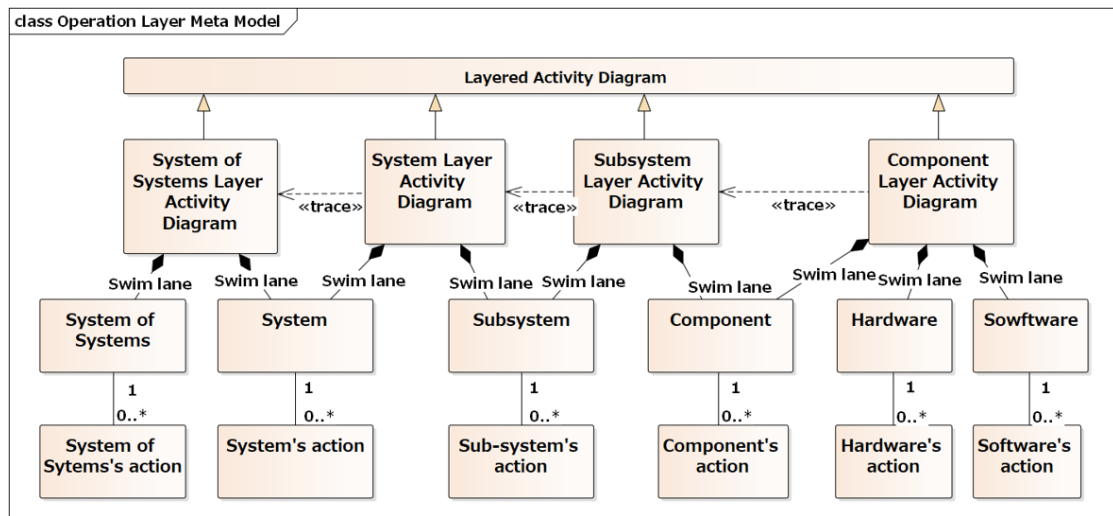 class Operation Layer Meta Model
Layered Activity Diagram
System of
Systems Layer
Activity
Diagram
System Layer
Activity
Diagram
Subsystem
Layer Activity
Diagram
Component
Layer Activity
Diagram
«trace»
«trace»
«trace»
Swim lane
Swim lane
Swim lane
Swim lane
Swim lane
Swim lane
Swim lane
Swim lane
Swim lane
System of
Systems
System
Subsystem
Component
Hardware
Sowftware
1
1
1
1
1
1
0..*
0..*
0..*
0..*
0..*
0..*
System of
Sytems's action
System's action
Sub-system's
action
Component's
action
Hardware's
action
Software's
action